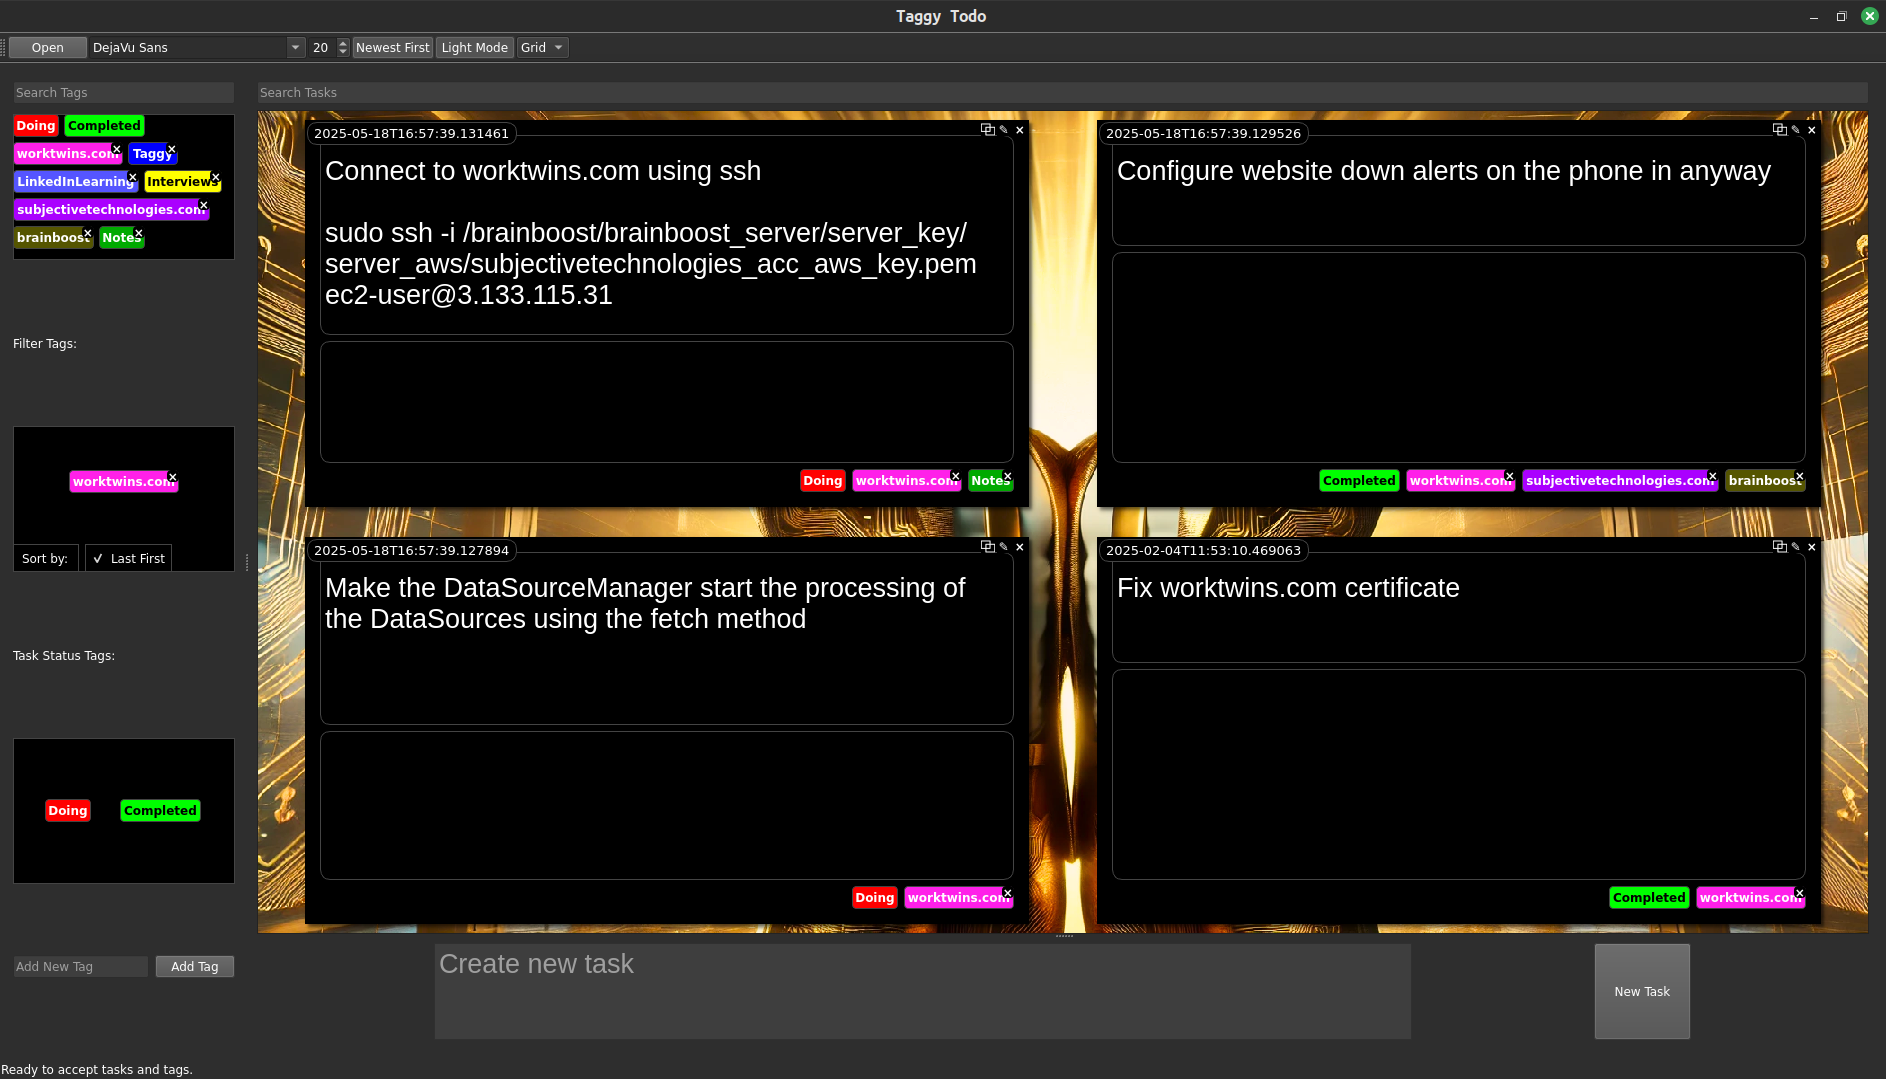 Taggy Todo
Open DejaVu Sans 20 Newest First Light Mode Grid
Search Tags
Search Tasks
Doing Completed
worktwins.com Taggy
LinkedInLearning Interviews
subjectivetechnologies.com
brainboost Notes
Filter Tags:
worktwins.com
Sort by: ✓ Last First
Task Status Tags:
Doing Completed
Add New Tag Add Tag
2025-05-18T16:57:39.131461
Connect to worktwins.com using ssh
sudo ssh -i /brainboost/brainboost_server/server_key/
server_aws/subjectivetechnologies_acc_aws_key.pem
ec2-user@3.133.115.31
Doing worktwins.com Notes
2025-05-18T16:57:39.129526
Configure website down alerts on the phone in anyway
Completed worktwins.com subjectivetechnologies.com brainboost
2025-05-18T16:57:39.127894
Make the DataSourceManager start the processing of
the DataSources using the fetch method
Doing worktwins.com
2025-02-04T11:53:10.469063
Fix worktwins.com certificate
Completed worktwins.com
Create new task
New Task
Ready to accept tasks and tags.